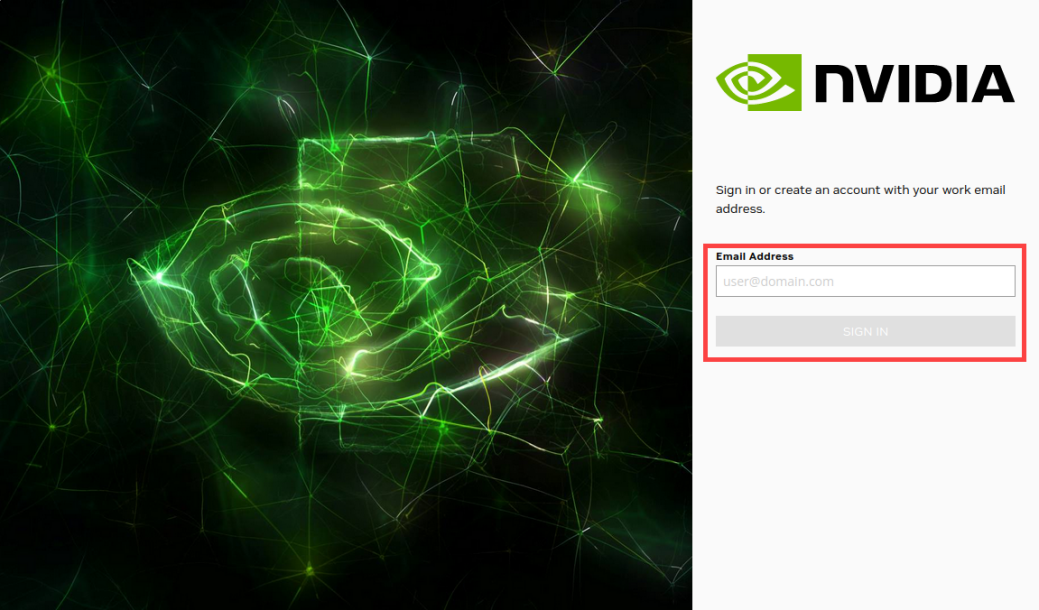 NVIDIA
Sign in or create an account with your work email
address.
Email Address
user@domain.com
SIGN IN